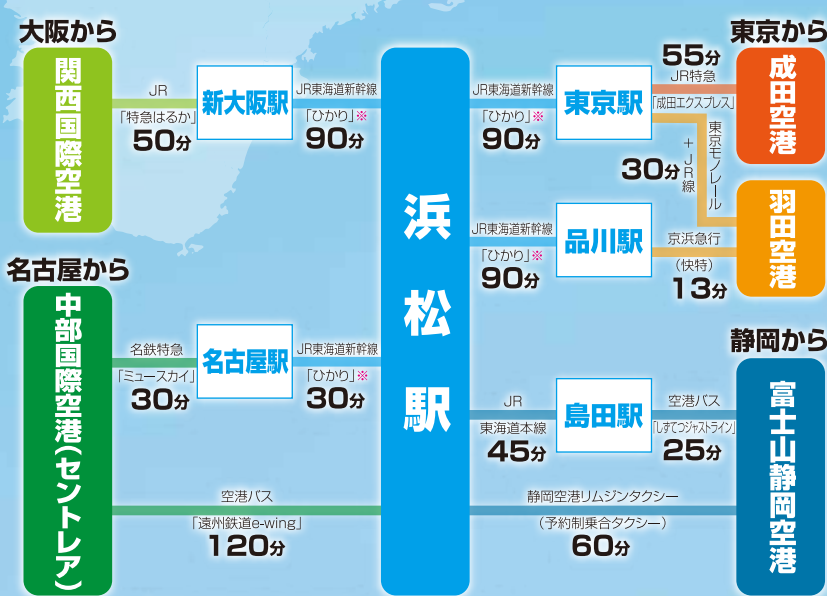 大阪から
関西国際空港
JR
「特急はるか」
50分
新大阪駅
JR東海道新幹線
「ひかり」※
90分
名古屋から
中部国際空港(セントレア)
名鉄特急
「ミュースカイ」
30分
名古屋駅
JR東海道新幹線
「ひかり」※
30分
空港バス
「遠州鉄道e-wing」
120分
浜松駅
JR東海道新幹線
「ひかり」※
90分
東京駅
東京から
55分
JR特急
「成田エクスプレス」
成田空港
東京モノレール
+JR線
30分
羽田空港
JR東海道新幹線
「ひかり」※
90分
品川駅
京浜急行
(快特)
13分
静岡から
富士山静岡空港
JR
東海道本線
45分
島田駅
空港バス
「しずてつジャストライン」
25分
静岡空港リムジンタクシー
(予約制乗合タクシー)
60分